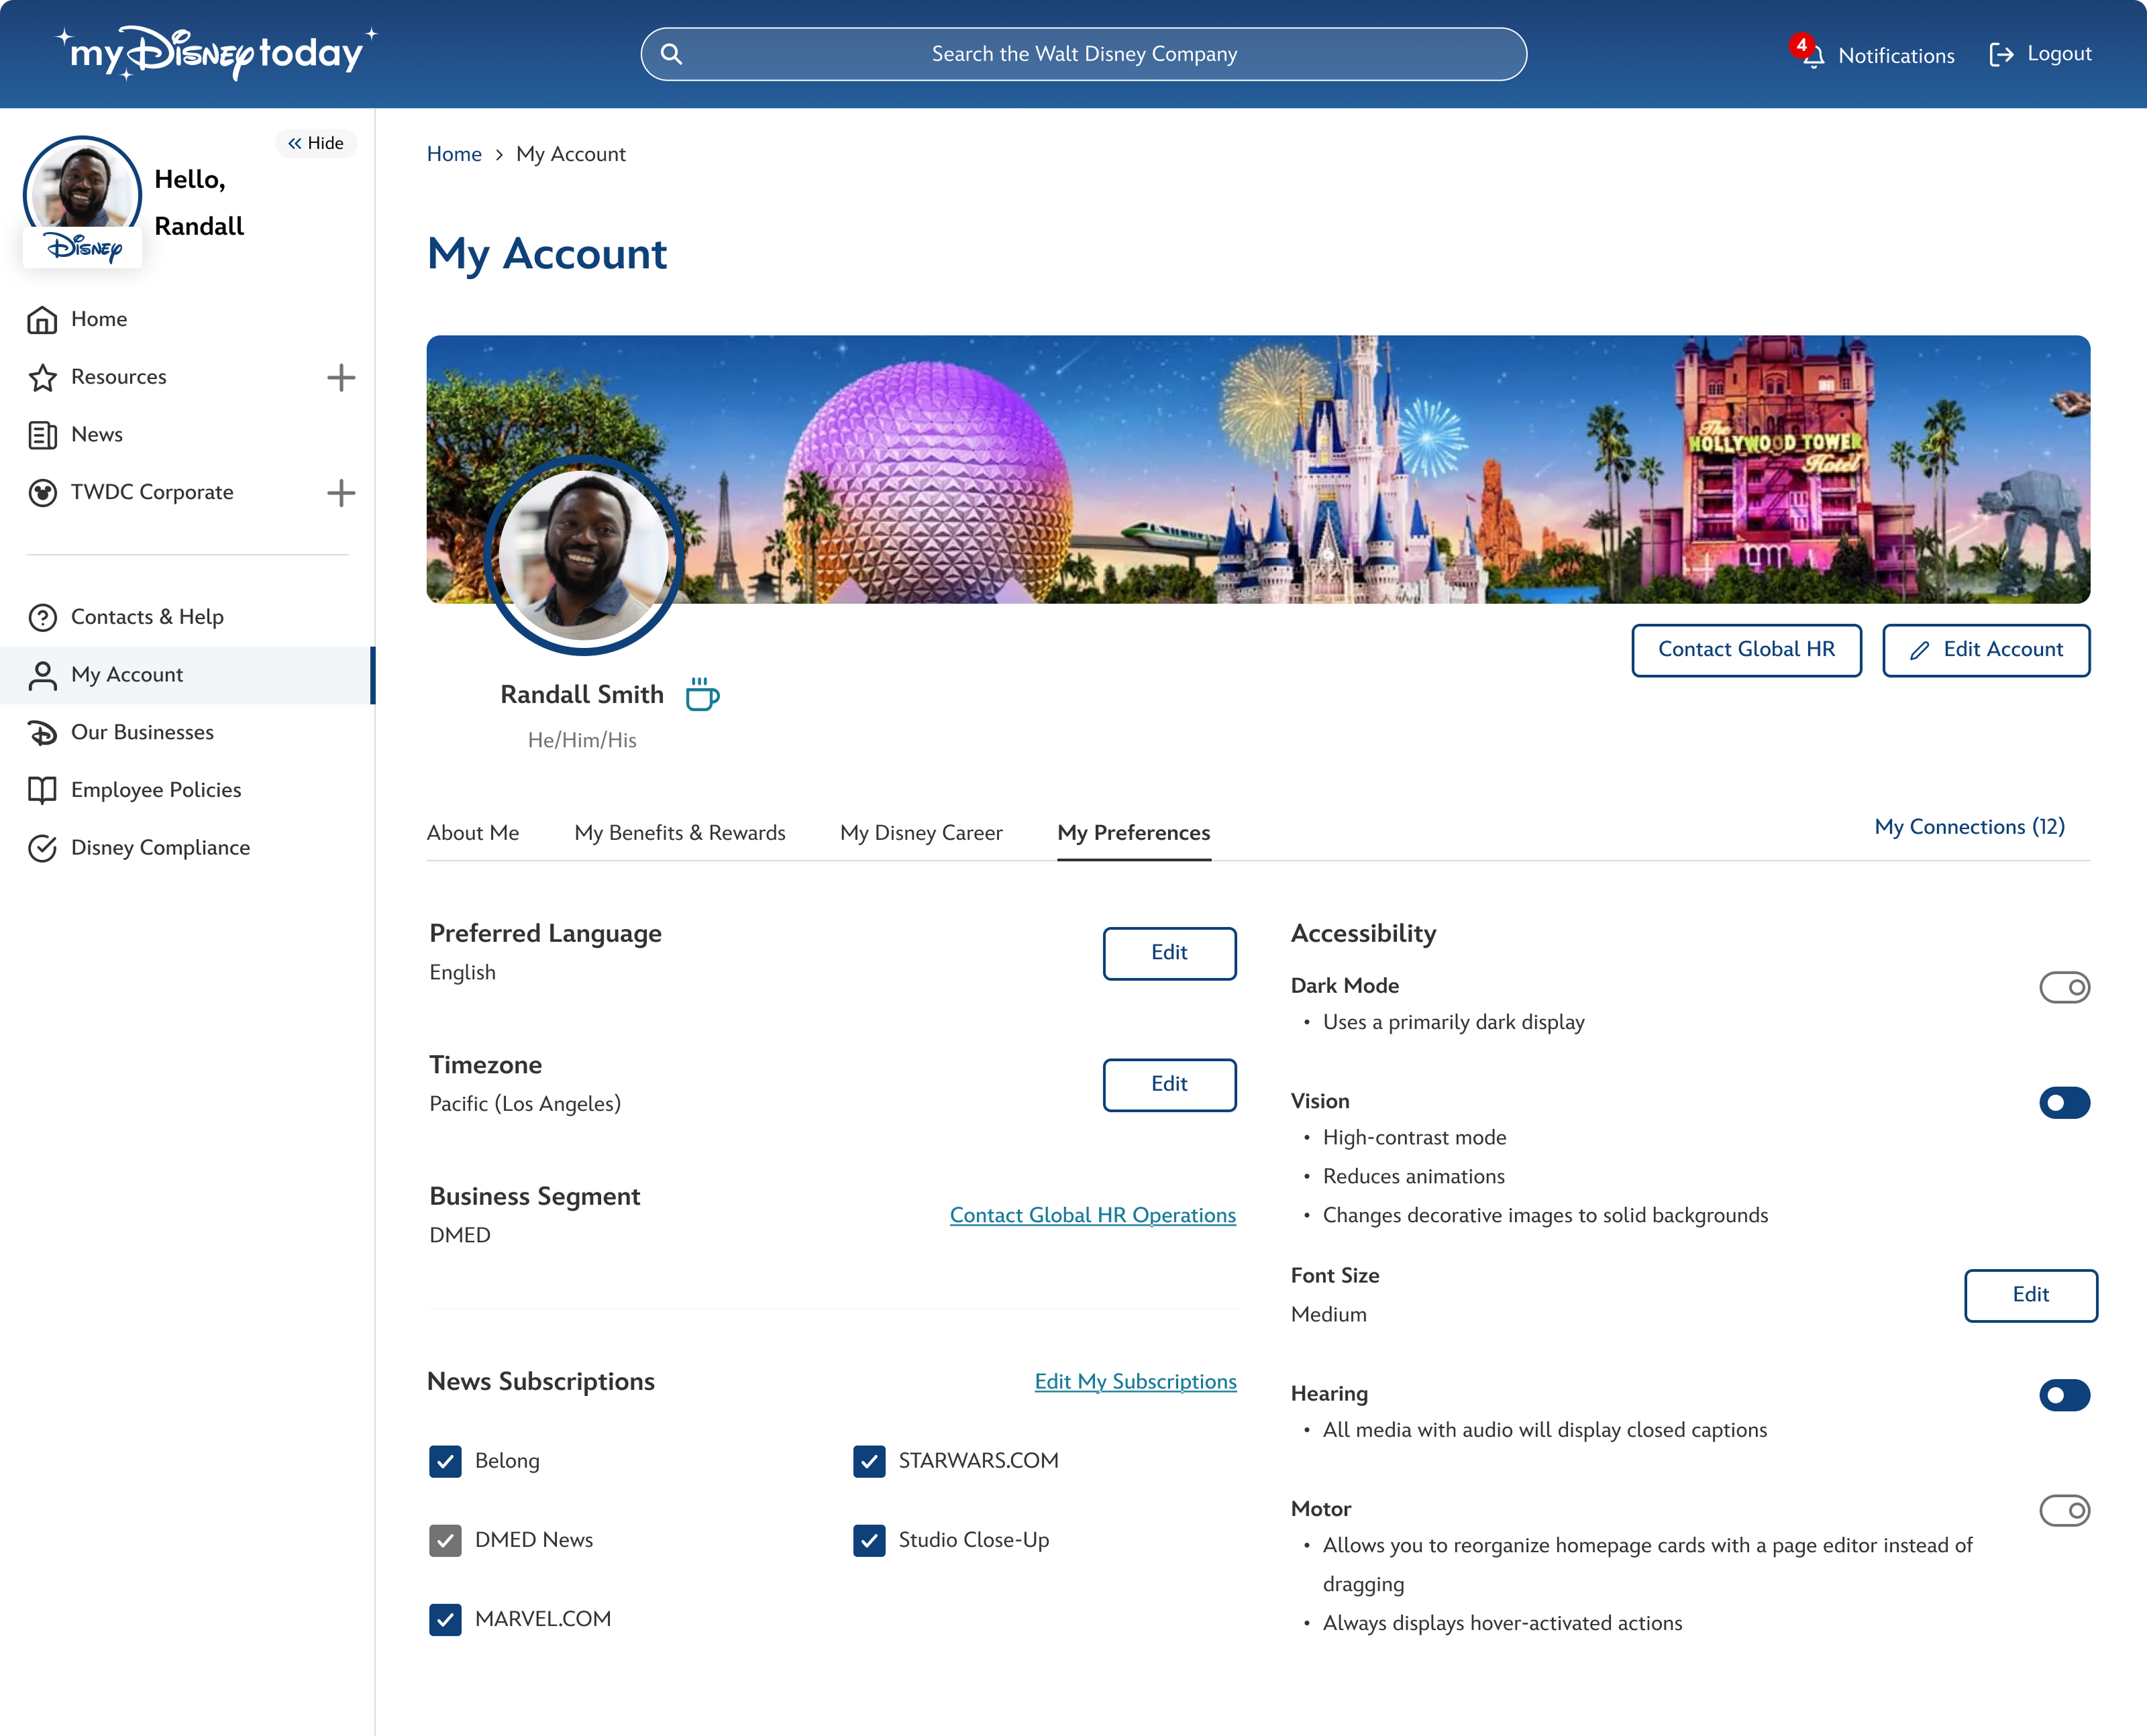 my Disney today
Search the Walt Disney Company
4
Notifications
Logout
Hide
Hello,
Randall
Disney
Home
Resources
News
TWDC Corporate
Contacts & Help
My Account
Our Businesses
Employee Policies
Disney Compliance
Home > My Account
My Account
The
HOLLYWOOD TOWER
Hotel
Contact Global HR
Edit Account
Randall Smith
He/Him/His
About Me
My Benefits & Rewards
My Disney Career
My Preferences
My Connections (12)
Preferred Language
English
Edit
Timezone
Pacific (Los Angeles)
Edit
Business Segment
DMED
Contact Global HR Operations
News Subscriptions
Edit My Subscriptions
Belong
STARWARS.COM
DMED News
Studio Close-Up
MARVEL.COM
Accessibility
Dark Mode
• Uses a primarily dark display
Vision
• High-contrast mode
• Reduces animations
• Changes decorative images to solid backgrounds
Font Size
Medium
Edit
Hearing
• All media with audio will display closed captions
Motor
• Allows you to reorganize homepage cards with a page editor instead of
dragging
• Always displays hover-activated actions